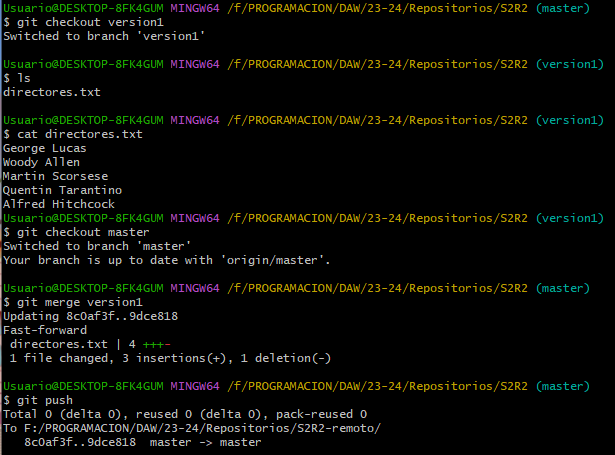 Usuario@DESKTOP-8FK4GUM MINGW64 /f/PROGRAMACION/DAW/23-24/Repositorios/S2R2 (master)
$ git checkout version1
Switched to branch 'version1'
Usuario@DESKTOP-8FK4GUM MINGW64 /f/PROGRAMACION/DAW/23-24/Repositorios/S2R2 (version1)
$ ls
directores.txt
Usuario@DESKTOP-8FK4GUM MINGW64 /f/PROGRAMACION/DAW/23-24/Repositorios/S2R2 (version1)
$ cat directores.txt
George Lucas
Woody Allen
Martin Scorsese
Quentin Tarantino
Alfred Hitchcock
Usuario@DESKTOP-8FK4GUM MINGW64 /f/PROGRAMACION/DAW/23-24/Repositorios/S2R2 (version1)
$ git checkout master
Switched to branch 'master'
Your branch is up to date with 'origin/master'.
Usuario@DESKTOP-8FK4GUM MINGW64 /f/PROGRAMACION/DAW/23-24/Repositorios/S2R2 (master)
$ git merge version1
Updating 8c0af3f..9dce818
Fast-forward
 directores.txt | 4 +++-
 1 file changed, 3 insertions(+), 1 deletion(-)
Usuario@DESKTOP-8FK4GUM MINGW64 /f/PROGRAMACION/DAW/23-24/Repositorios/S2R2 (master)
$ git push
Total 0 (delta 0), reused 0 (delta 0), pack-reused 0
To F:/PROGRAMACION/DAW/23-24/Repositorios/S2R2-remoto/
   8c0af3f..9dce818  master -> master